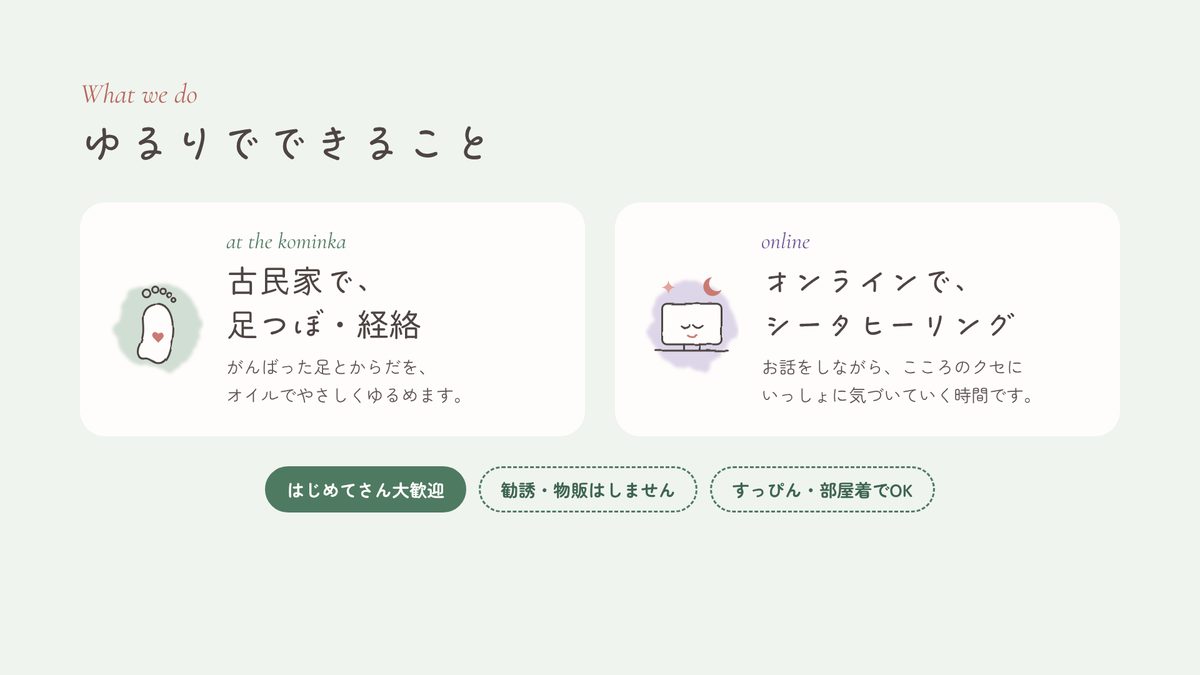 What we do
ゆるりでできること
at the kominka
古民家で、
足つぼ・経絡
がんばった足とからだを、
オイルでやさしくゆるめます。
online
オンラインで、
シータヒーリング
お話をしながら、こころのクセに
いっしょに気づいていく時間です。
はじめてさん大歓迎
勧誘・物販はしません
すっぴん・部屋着でOK